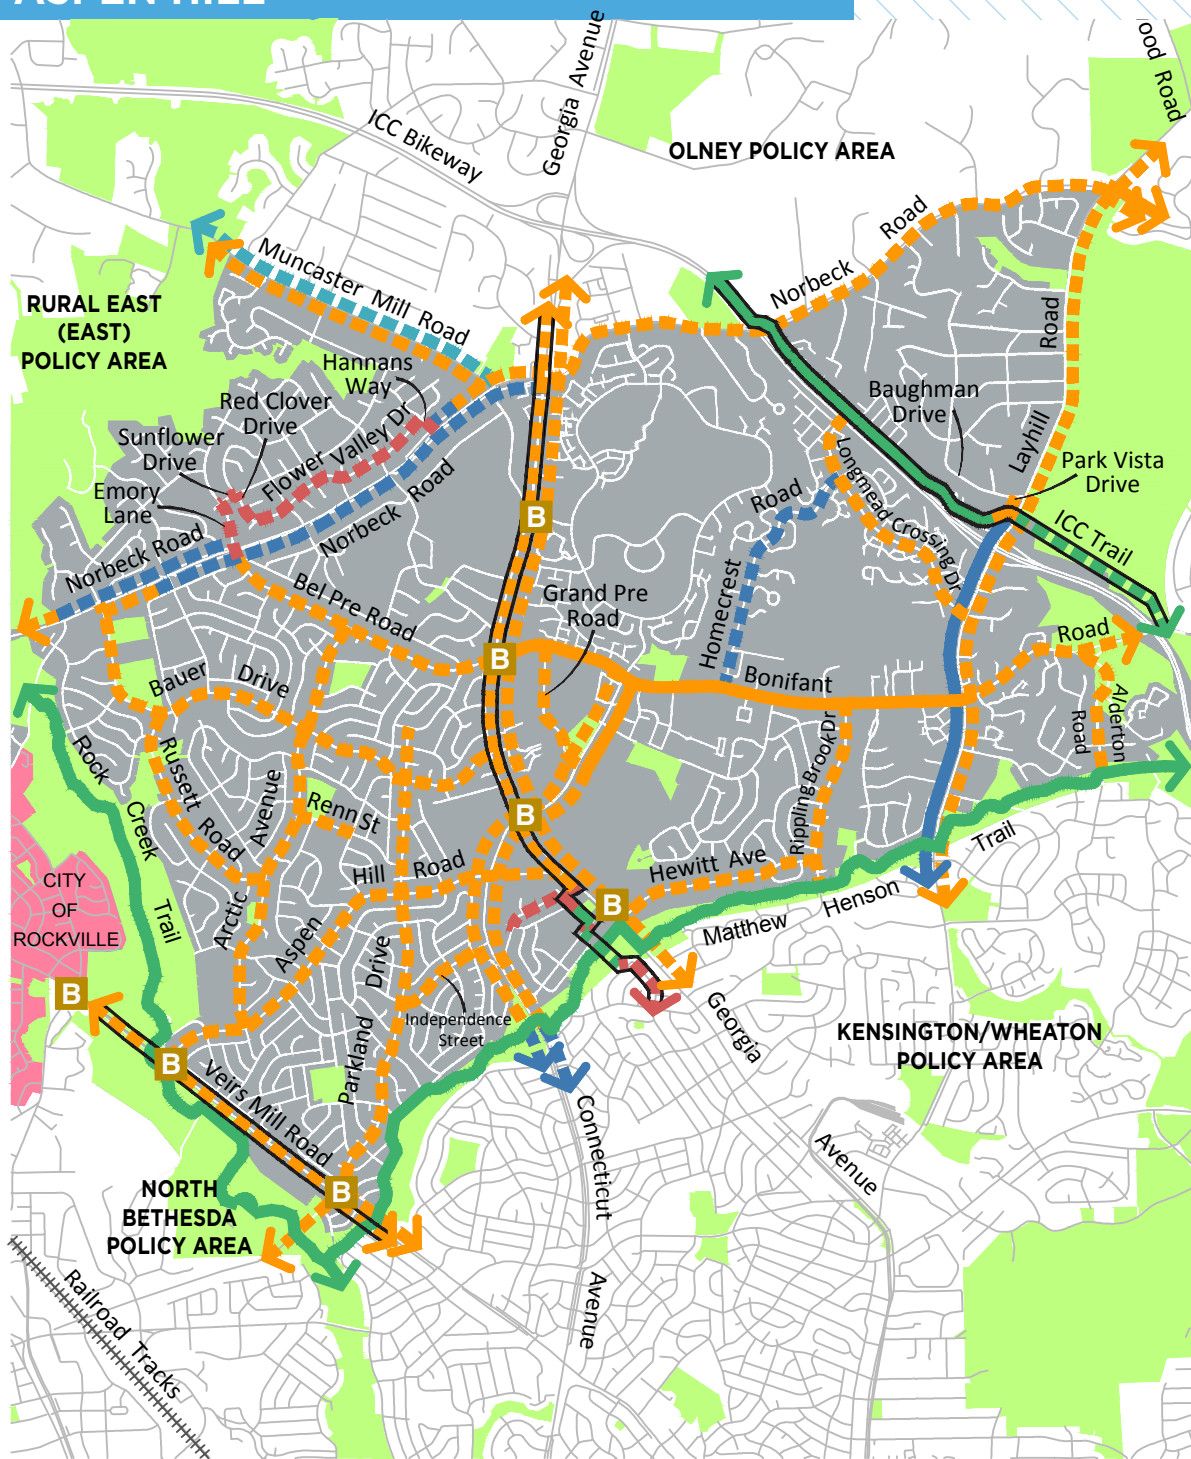 ASPEN HILL
Georgia Avenue
ood Road
ICC Bikeway
OLNEY POLICY AREA
Road
Norbeck
Muncaster Mill Road
RURAL EAST
(EAST)
POLICY AREA
Road
Hannans
Way
Baughman
Drive
Red Clover
Drive
Flower Valley Dr
Layhill
Sunflower
Drive
Park Vista
Drive
Longmead Crossing Dr
Emory
Lane
Road
Road
B
ICC Trail
Norbeck
Norbeck Road
Homecrest
Bel Pre Road
Grand Pre
Road
Road
B
Bonifant
Bauer Drive
Alderton
Road
Rock
Creek
Trail
Russett
Road
Avenue
Arctic
Renn St
RipplingBrookDr
B
Trail
Hewitt Ave
Hill Road
Aspen
CITY
OF
ROCKVILLE
B
Henson
Matthew
Drive
Parkland
B
Georgia
Independence
Street
KENSINGTON/WHEATON
POLICY AREA
B
Veirs Mill Road
Connecticut
Avenue
B
NORTH
BETHESDA
POLICY AREA
Railroad Tracks
Avenue